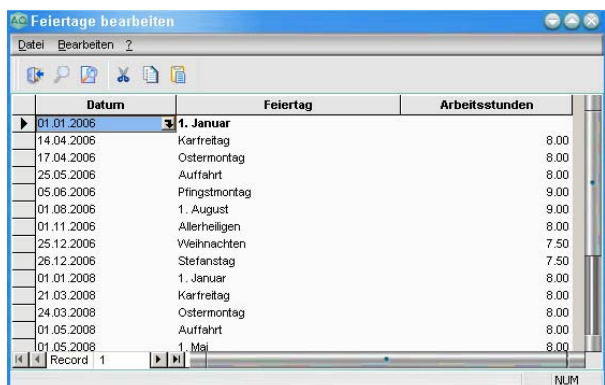 AQ Feiertage bearbeiten
Datei Bearbeiten ?
Datum Feiertag Arbeitsstunden
01.01.2006 1. Januar
14.04.2006 Karfreitag 8.00
17.04.2006 Ostermontag 8.00
25.05.2006 Auffahrt 8.00
05.06.2006 Pfingstmontag 9.00
01.08.2006 1. August 9.00
01.11.2006 Allerheiligen 8.00
25.12.2006 Weihnachten 7.50
26.12.2006 Stefanstag 7.50
01.01.2008 1. Januar 8.00
21.03.2008 Karfreitag 8.00
24.03.2008 Ostermontag 8.00
01.05.2008 Auffahrt 8.00
01.05.2008 1. Mai 8.00
Record 1
NUM